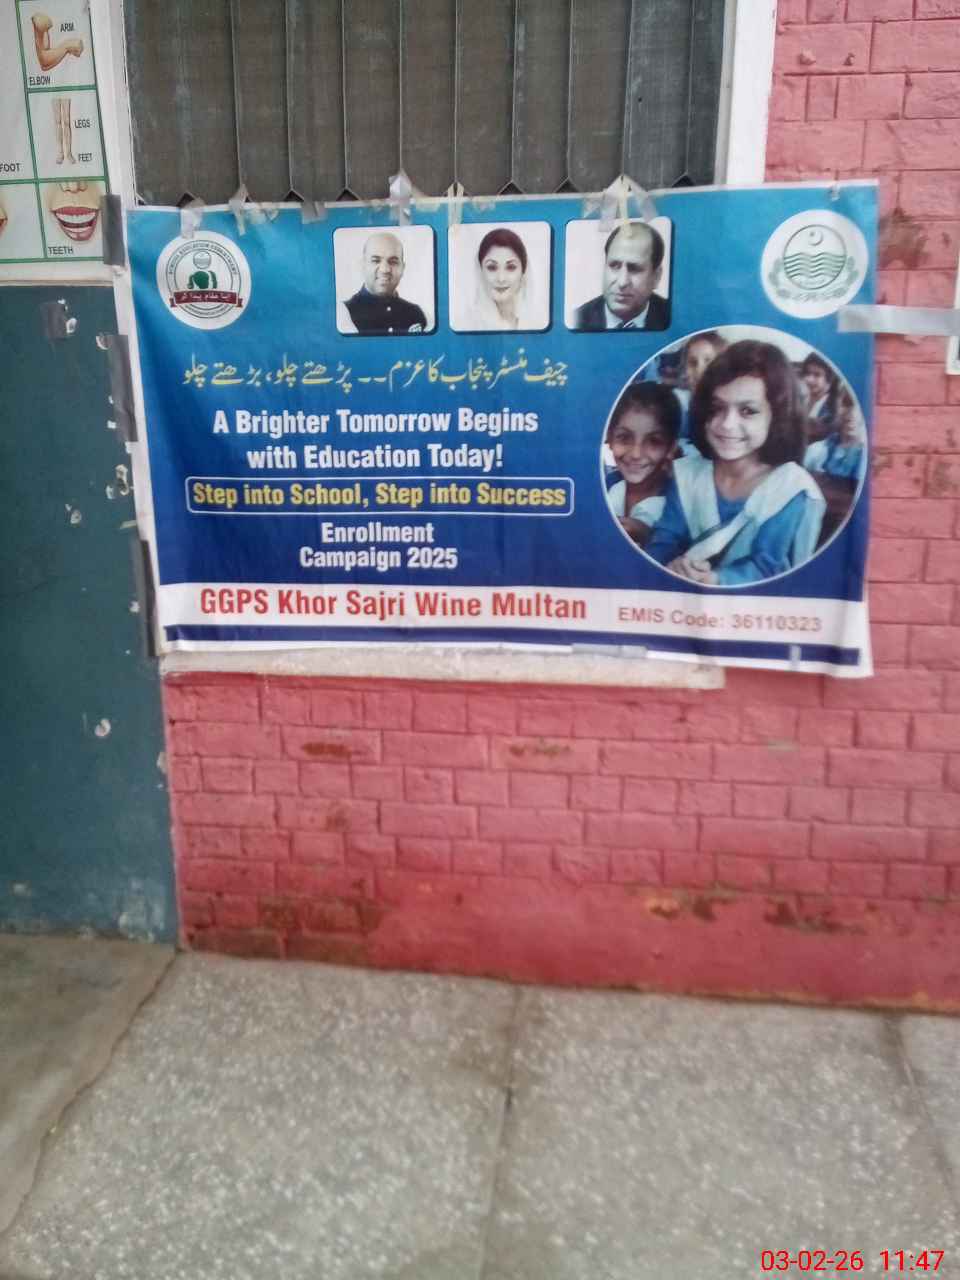 ARM
ELBOW
LEGS
FEET
FOOT
TEETH
چیف منسٹر پنجاب کا عزم۔۔ پڑھتے چلو، بڑھتے چلو
A Brighter Tomorrow Begins
with Education Today!
Step into School, Step into Success
Enrollment
Campaign 2025
GGPS Khor Sajri Wine Multan
EMIS Code: 36110323
03-02-26 11:47